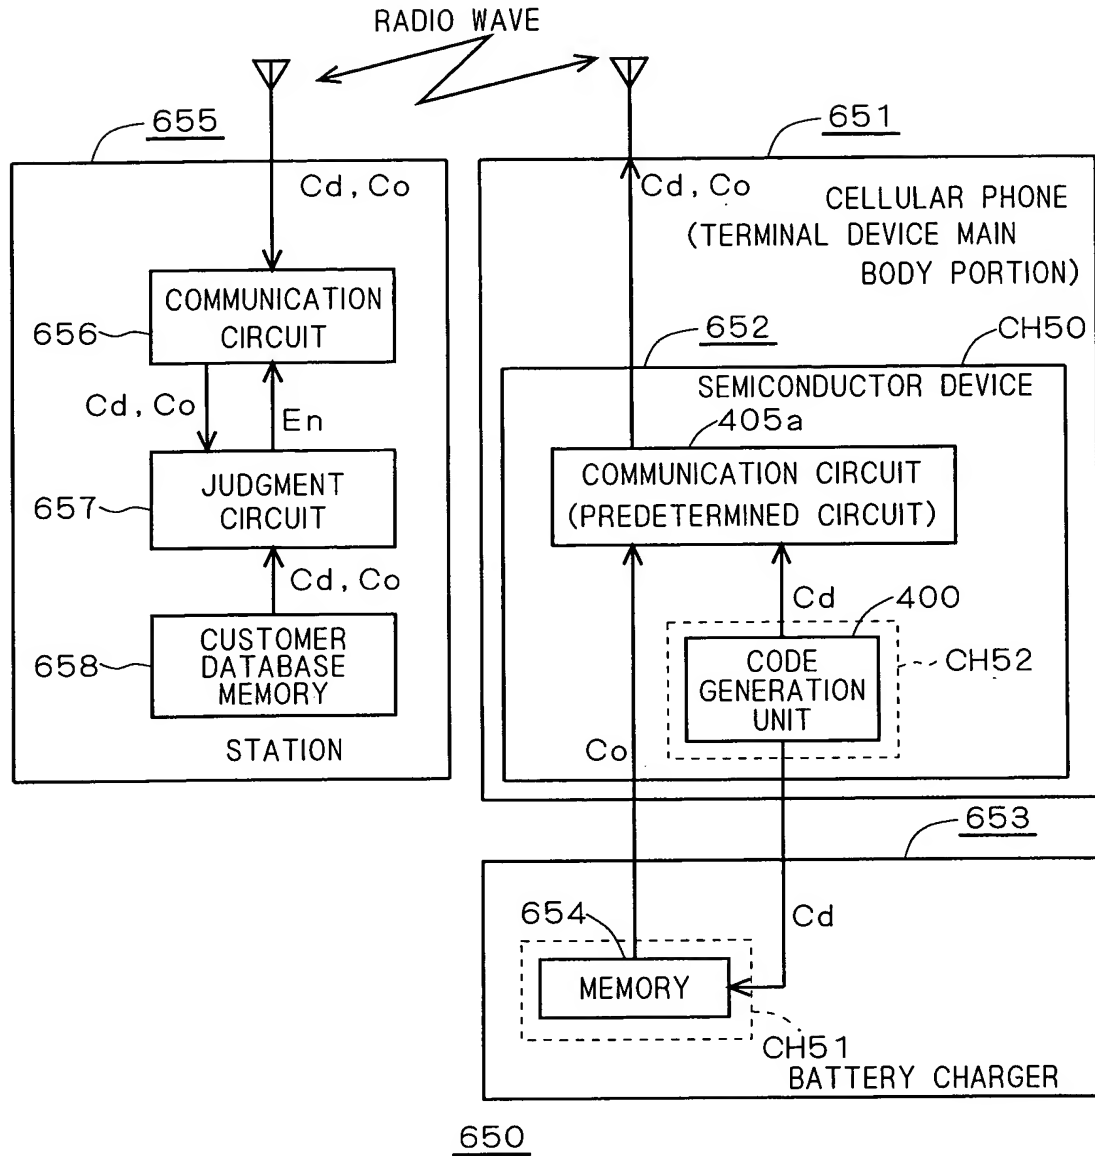 RADIO WAVE
655
651
Cd, Co
Cd, Co
CELLULAR PHONE
(TERMINAL DEVICE MAIN
BODY PORTION)
COMMUNICATION
CIRCUIT
656
652
CH50
SEMICONDUCTOR DEVICE
405a
Cd, Co
En
COMMUNICATION CIRCUIT
(PREDETERMINED CIRCUIT)
JUDGMENT
CIRCUIT
657
Cd, Co
Cd
400
CUSTOMER
DATABASE
MEMORY
658
CODE
GENERATION
UNIT
CH52
STATION
Co
653
654
Cd
MEMORY
CH51
BATTERY CHARGER
650